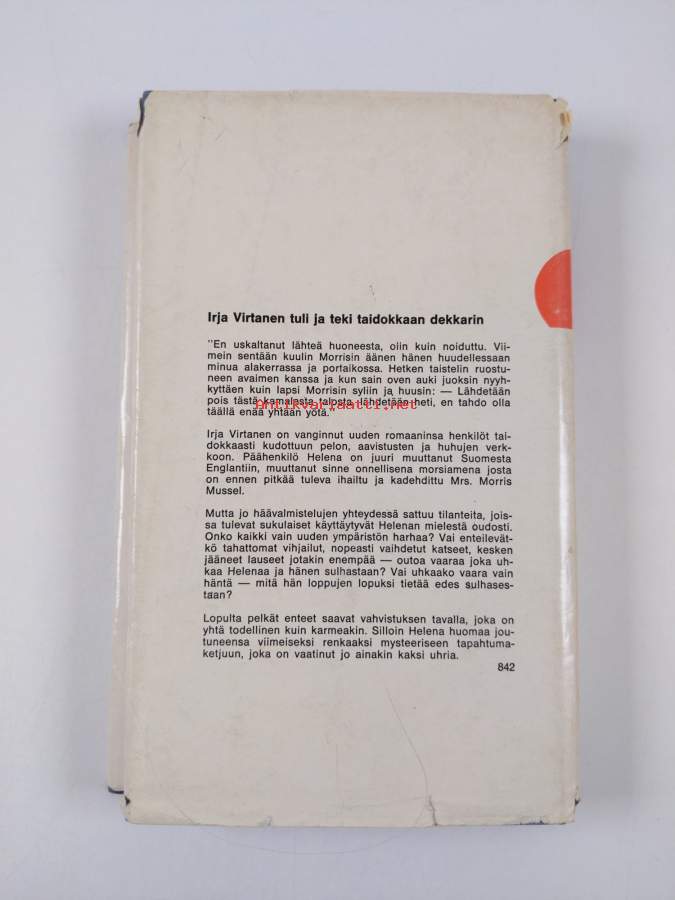 Irja Virtanen tuli ja teki taidokkaan dekkarin
"En uskaltanut lähteä huoneesta, olin kuin noiduttu. Vii-
mein sentään kuulin Morrisin äänen hänen huudellessaan
minua alakerrassa ja portaikossa. Hetken taistelin ruostu-
neen avaimen kanssa ja kun sain oven auki juoksin nyyh-
kyttäen kuin lapsi Morrisin syliin ja huusin: — Lähdetään
pois tästä kamalasta talosta, lähdetään heti, en tahdo olla
täällä enää yhtään yötä."
Antikvariaatti.net
Irja Virtanen on vanginnut uuden romaaninsa henkilöt tai-
dokkaasti kudottuun pelon, aavistusten ja huhujen verk-
koon. Päähenkilö Helena on juuri muuttanut Suomesta
Englantiin, muuttanut sinne onnellisena morsiamena josta
on ennen pitkää tuleva ihailtu ja kadehdittu Mrs. Morris
Mussel.
Mutta jo häävalmistelujen yhteydessä sattuu tilanteita, jois-
sa tulevat sukulaiset käyttäytyvät Helenan mielestä oudosti.
Onko kaikki vain uuden ympäristön harhaa? Vai enteilevät-
kö tahattomat vihjailut, nopeasti vaihdetut katseet, kesken
jääneet lauseet jotakin enempää — outoa vaaraa joka uh-
kaa Helenaa ja hänen sulhastaan? Vai uhkaako vaara vain
häntä — mitä hän loppujen lopuksi tietää edes sulhases-
taan?
Lopulta pelkät enteet saavat vahvistuksen tavalla, joka on
yhtä todellinen kuin karmeakin. Silloin Helena huomaa jou-
tuneensa viimeiseksi renkaaksi mysteeriseen tapahtuma-
ketjuun, joka on vaatinut jo ainakin kaksi uhria.
842